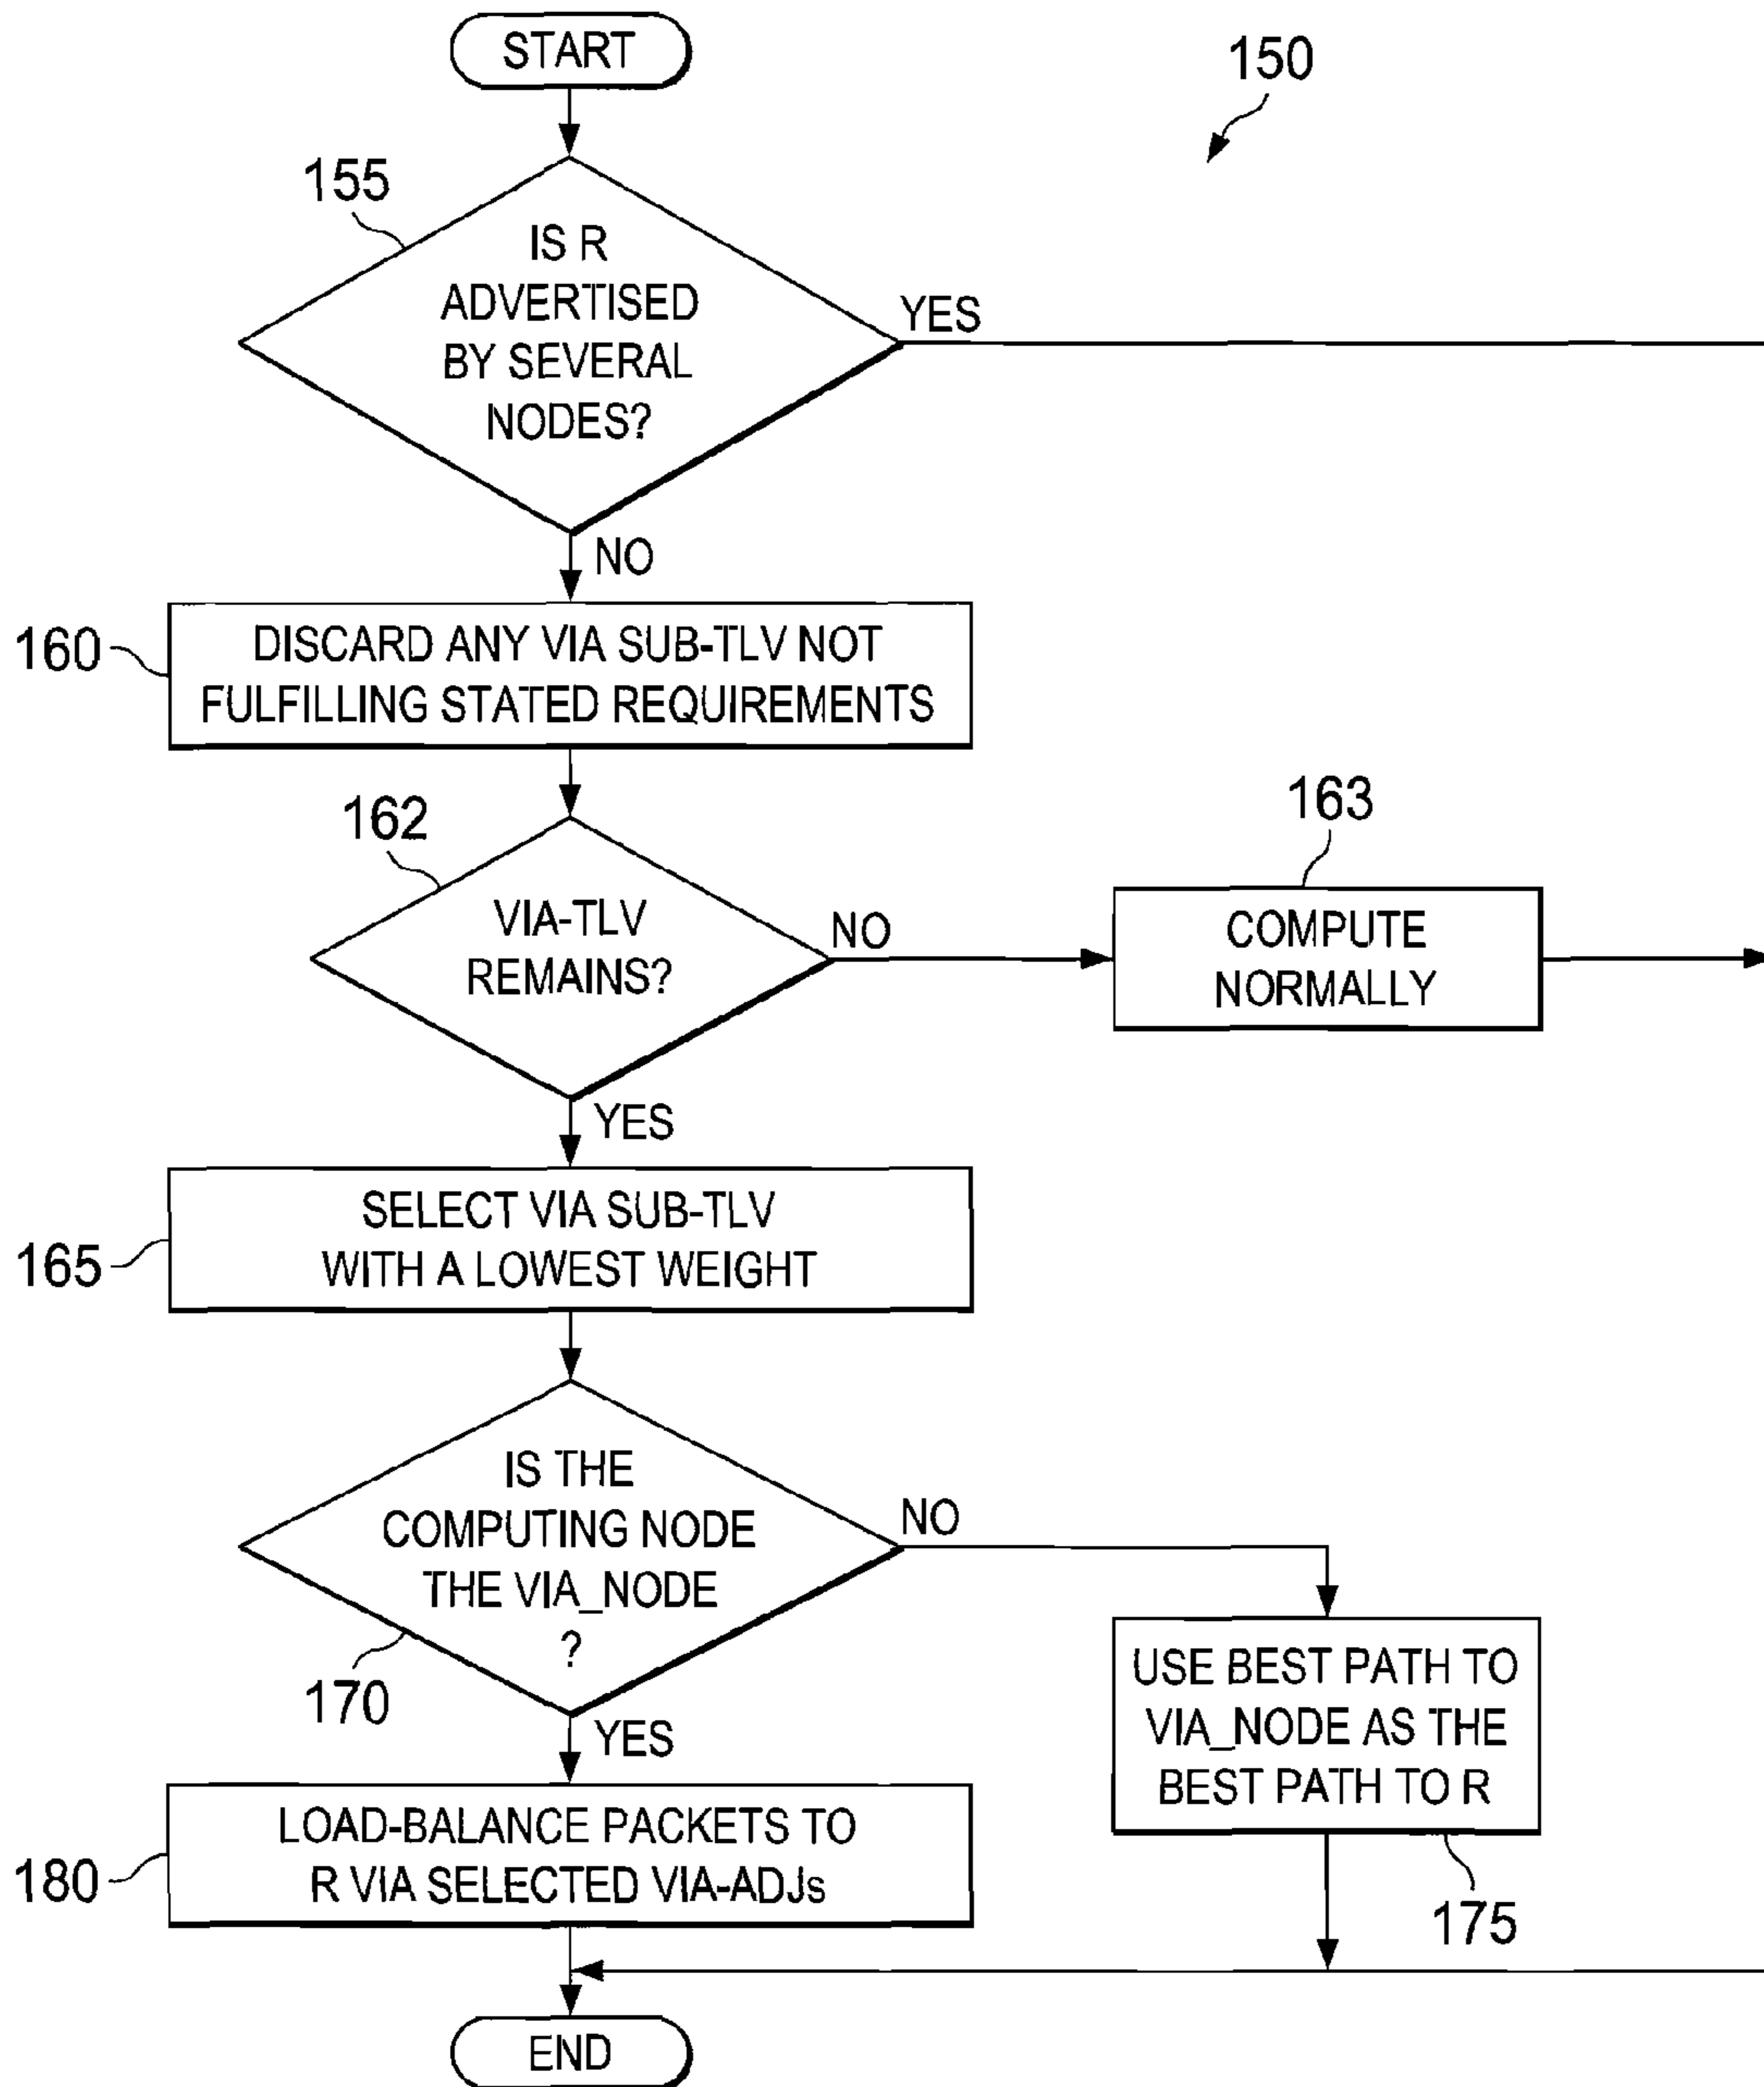 START
150
155
IS R
ADVERTISED
BY SEVERAL
NODES?
YES
NO
160
DISCARD ANY VIA SUB-TLV NOT
FULFILLING STATED REQUIREMENTS
162
VIA-TLV
REMAINS?
NO
163
COMPUTE
NORMALLY
YES
165
SELECT VIA SUB-TLV
WITH A LOWEST WEIGHT
IS THE
COMPUTING NODE
THE VIA_NODE
?
NO
170
YES
USE BEST PATH TO
VIA_NODE AS THE
BEST PATH TO R
175
180
LOAD-BALANCE PACKETS TO
R VIA SELECTED VIA-ADJs
END